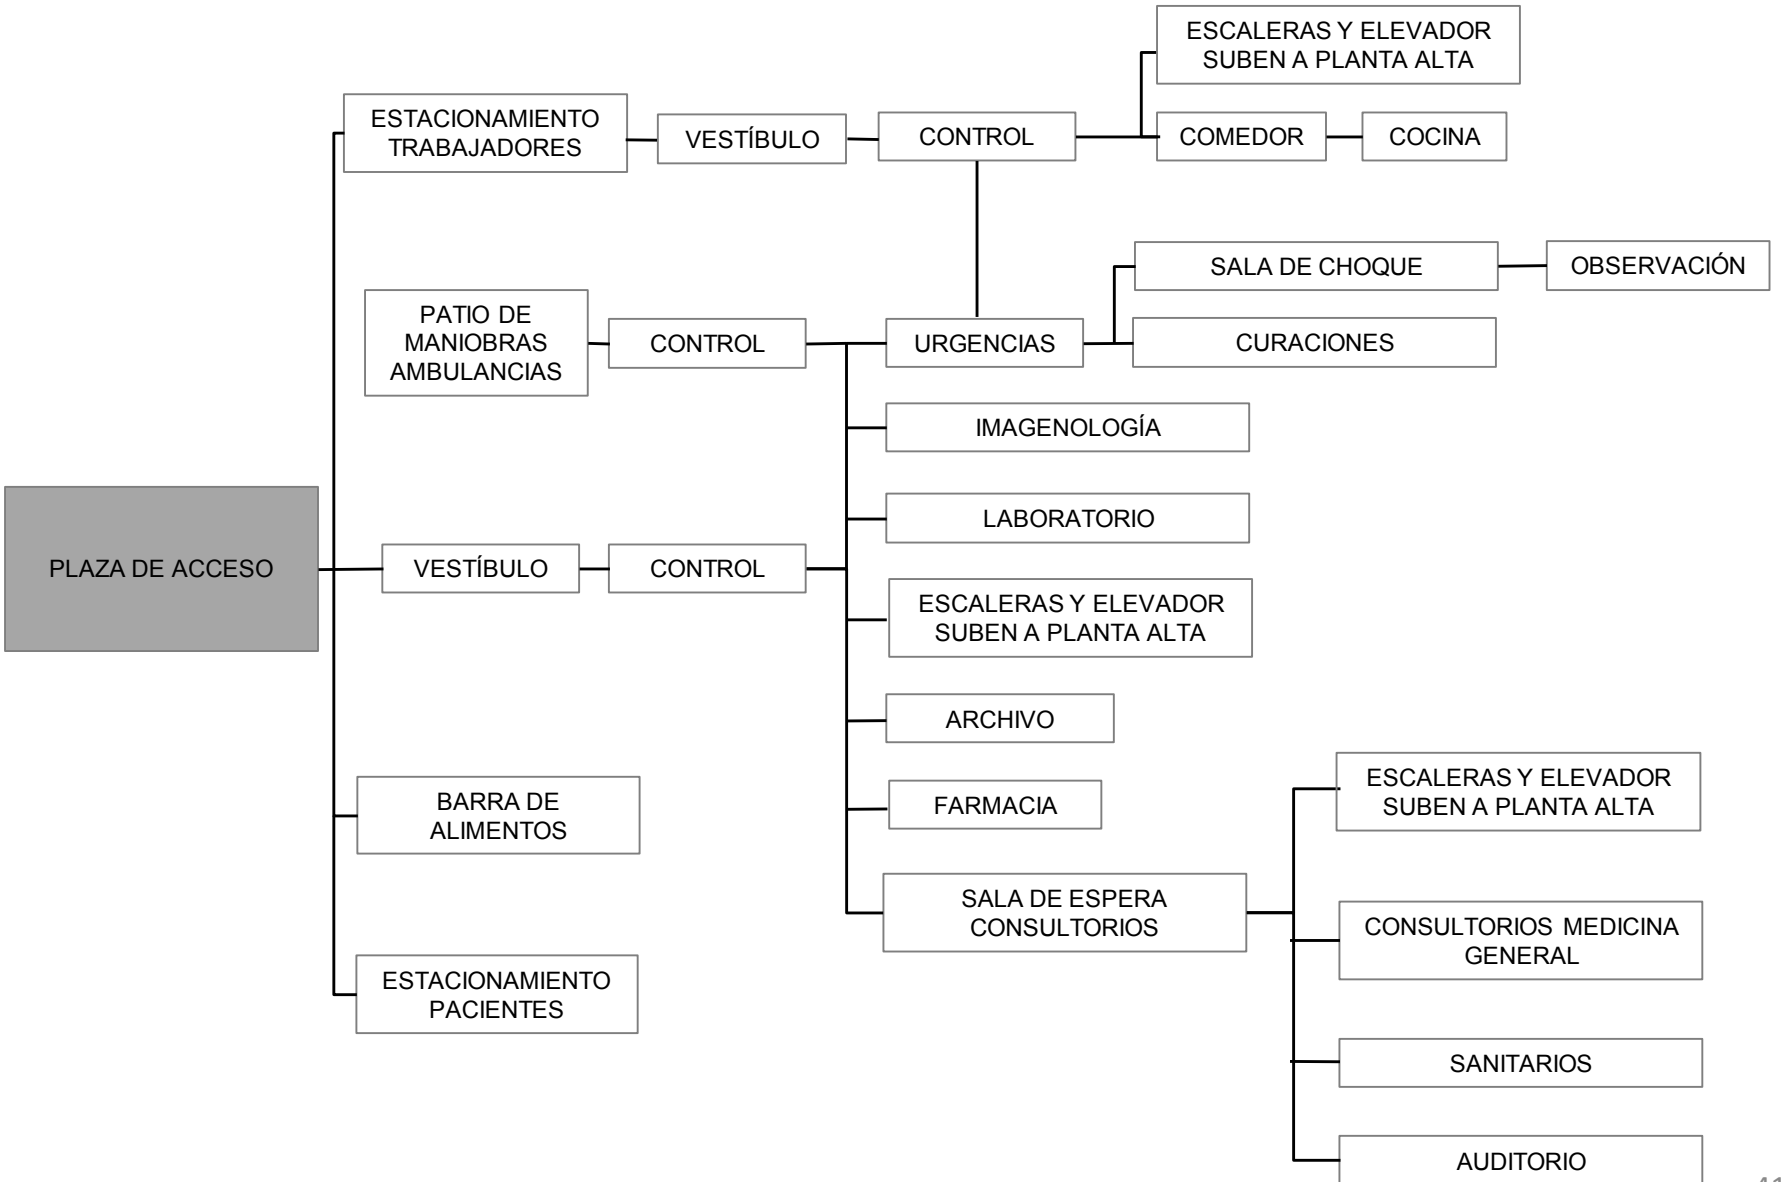 ESCALERAS Y ELEVADOR
SUBEN A PLANTA ALTA
ESTACIONAMIENTO
TRABAJADORES
VESTÍBULO
CONTROL
COMEDOR
COCINA
SALA DE CHOQUE
OBSERVACIÓN
PATIO DE
MANIOBRAS
AMBULANCIAS
CONTROL
URGENCIAS
CURACIONES
IMAGENOLOGÍA
LABORATORIO
PLAZA DE ACCESO
VESTÍBULO
CONTROL
ESCALERAS Y ELEVADOR
SUBEN A PLANTA ALTA
ARCHIVO
BARRA DE
ALIMENTOS
FARMACIA
ESCALERAS Y ELEVADOR
SUBEN A PLANTA ALTA
SALA DE ESPERA
CONSULTORIOS
CONSULTORIOS MEDICINA
GENERAL
ESTACIONAMIENTO
PACIENTES
SANITARIOS
AUDITORIO